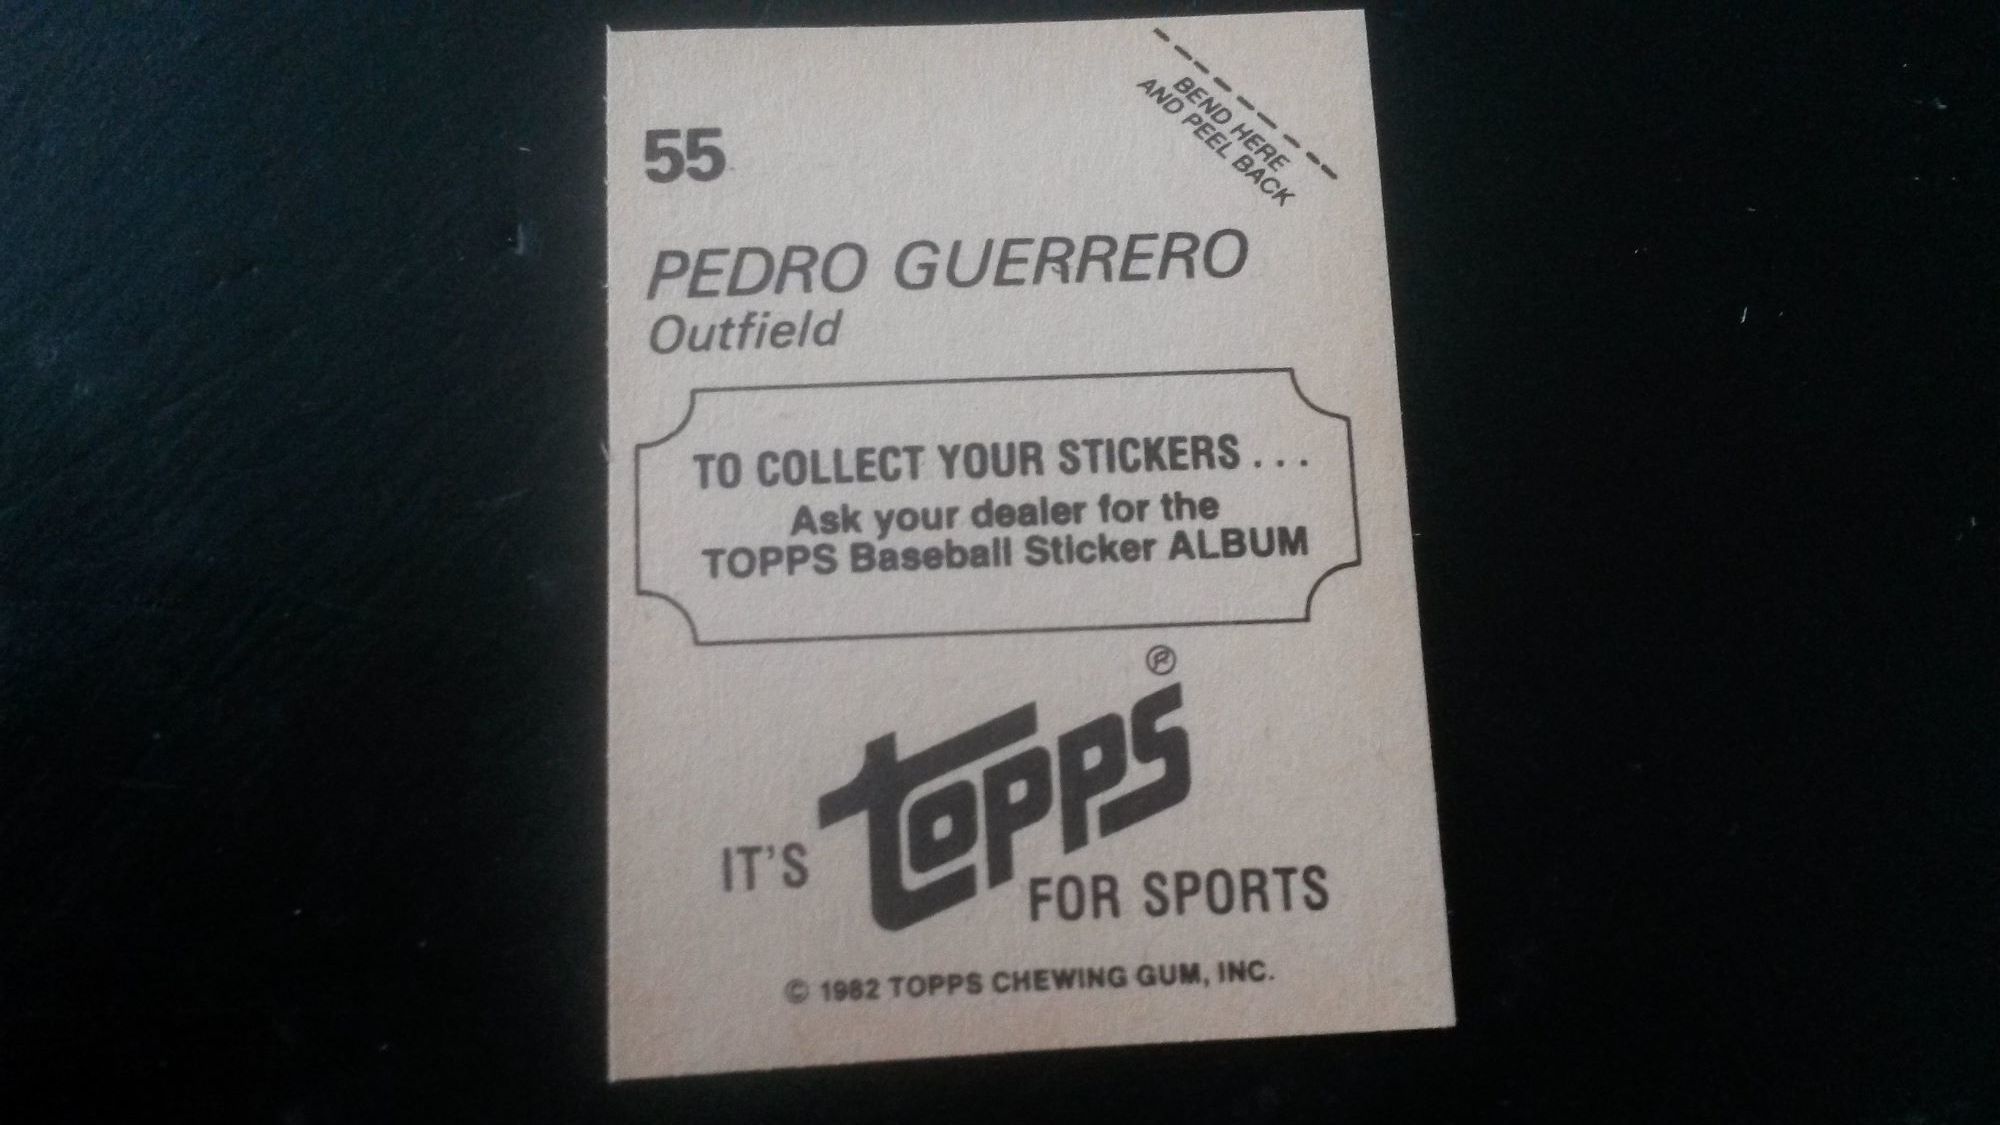 55
BEND HERE
AND PEEL BACK
PEDRO GUERRERO
Outfield
TO COLLECT YOUR STICKERS . . .
Ask your dealer for the
TOPPS Baseball Sticker ALBUM
IT'S topps®
FOR SPORTS
© 1982 TOPPS CHEWING GUM, INC.